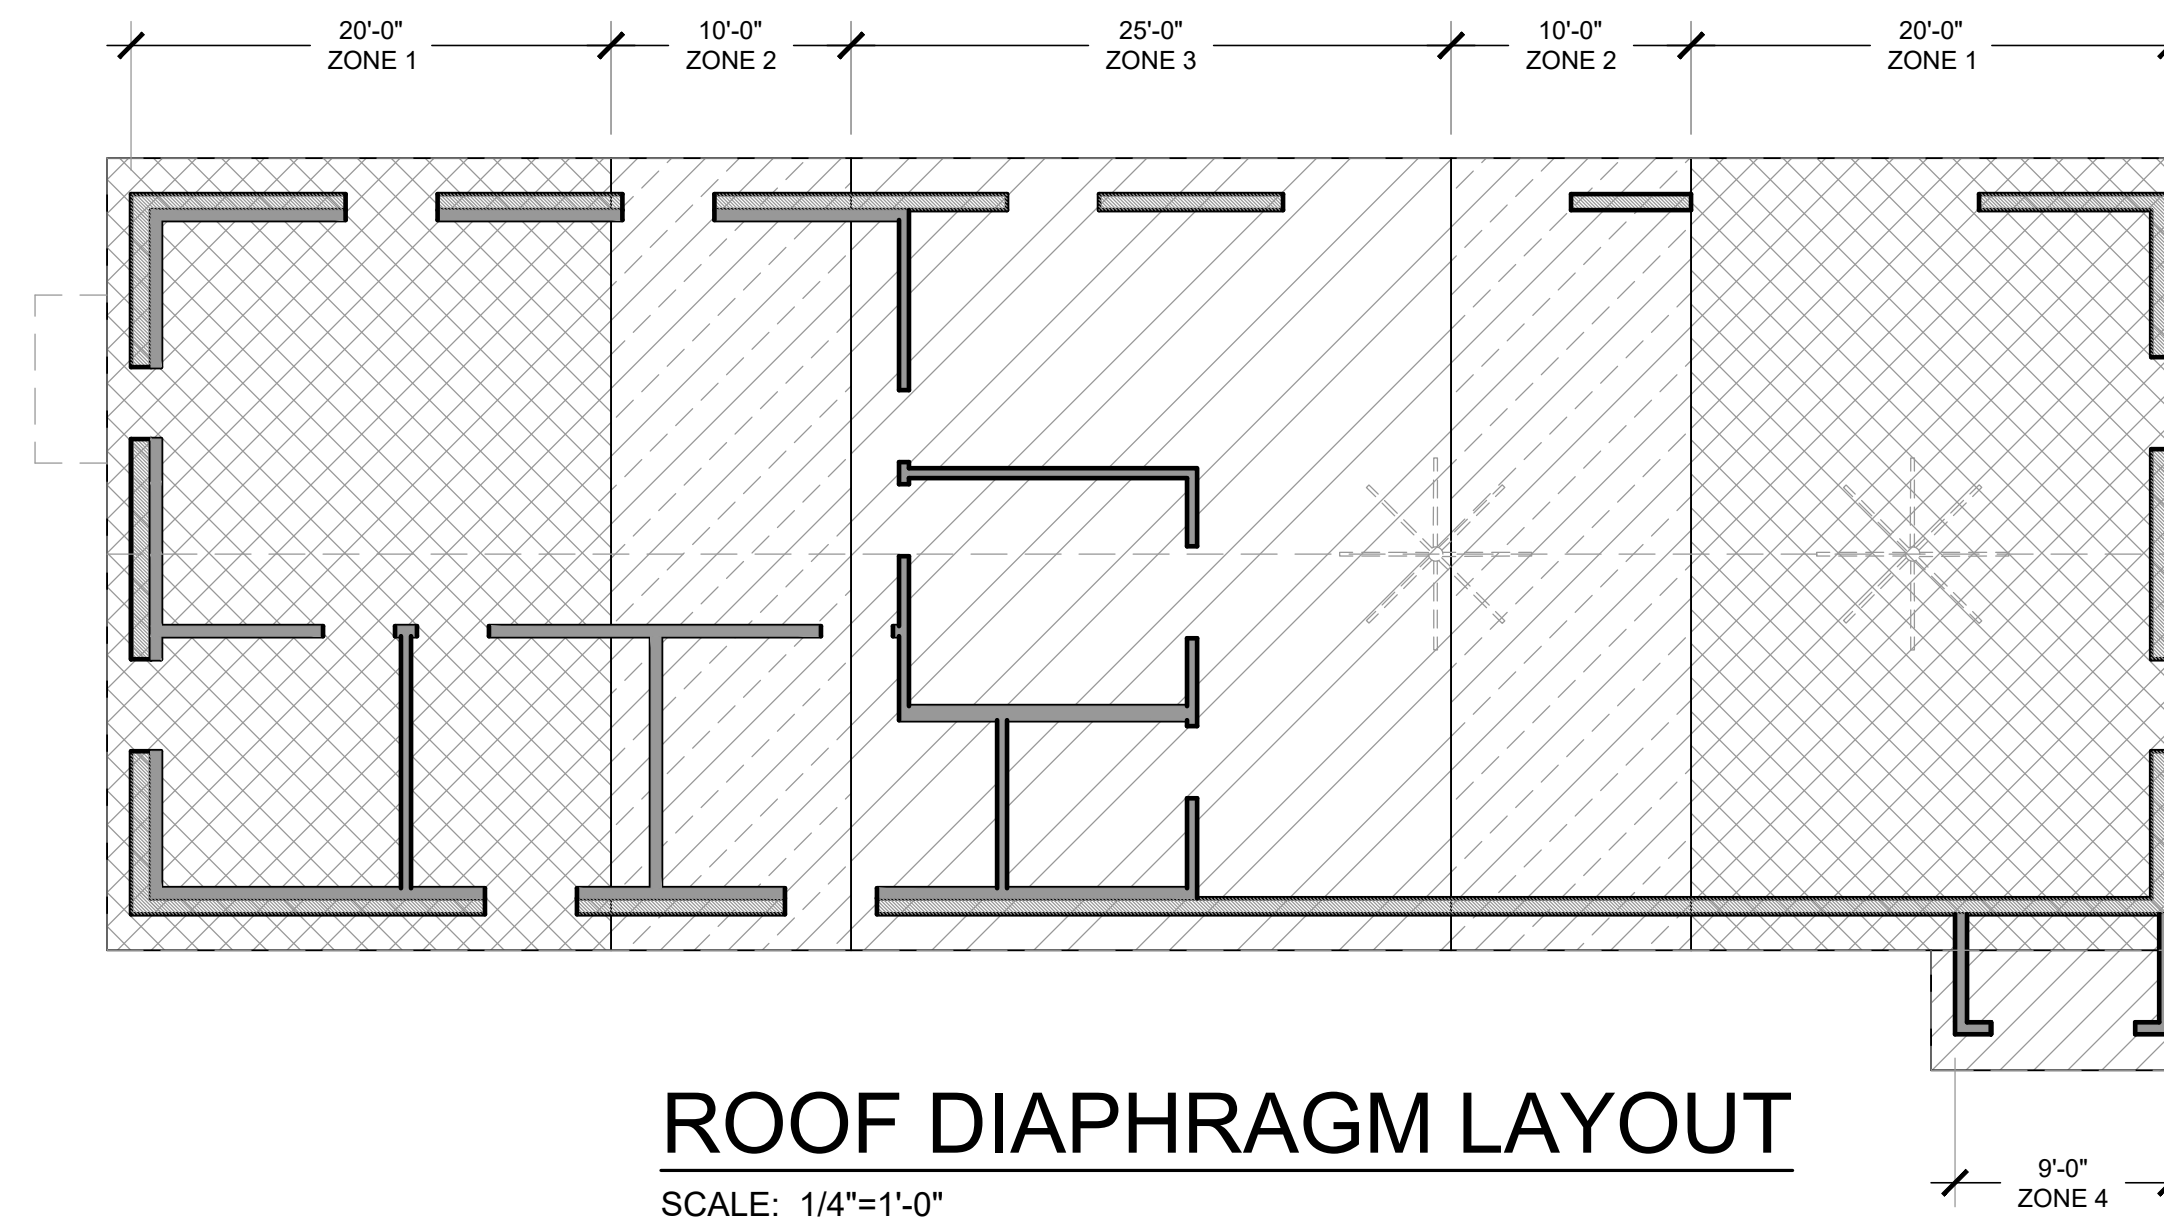 20'-0"
ZONE 1
10'-0"
ZONE 2
25'-0"
ZONE 3
10'-0"
ZONE 2
20'-0"
ZONE 1
ROOF DIAPHRAGM LAYOUT
SCALE: 1/4"=1'-0"
9'-0"
ZONE 4